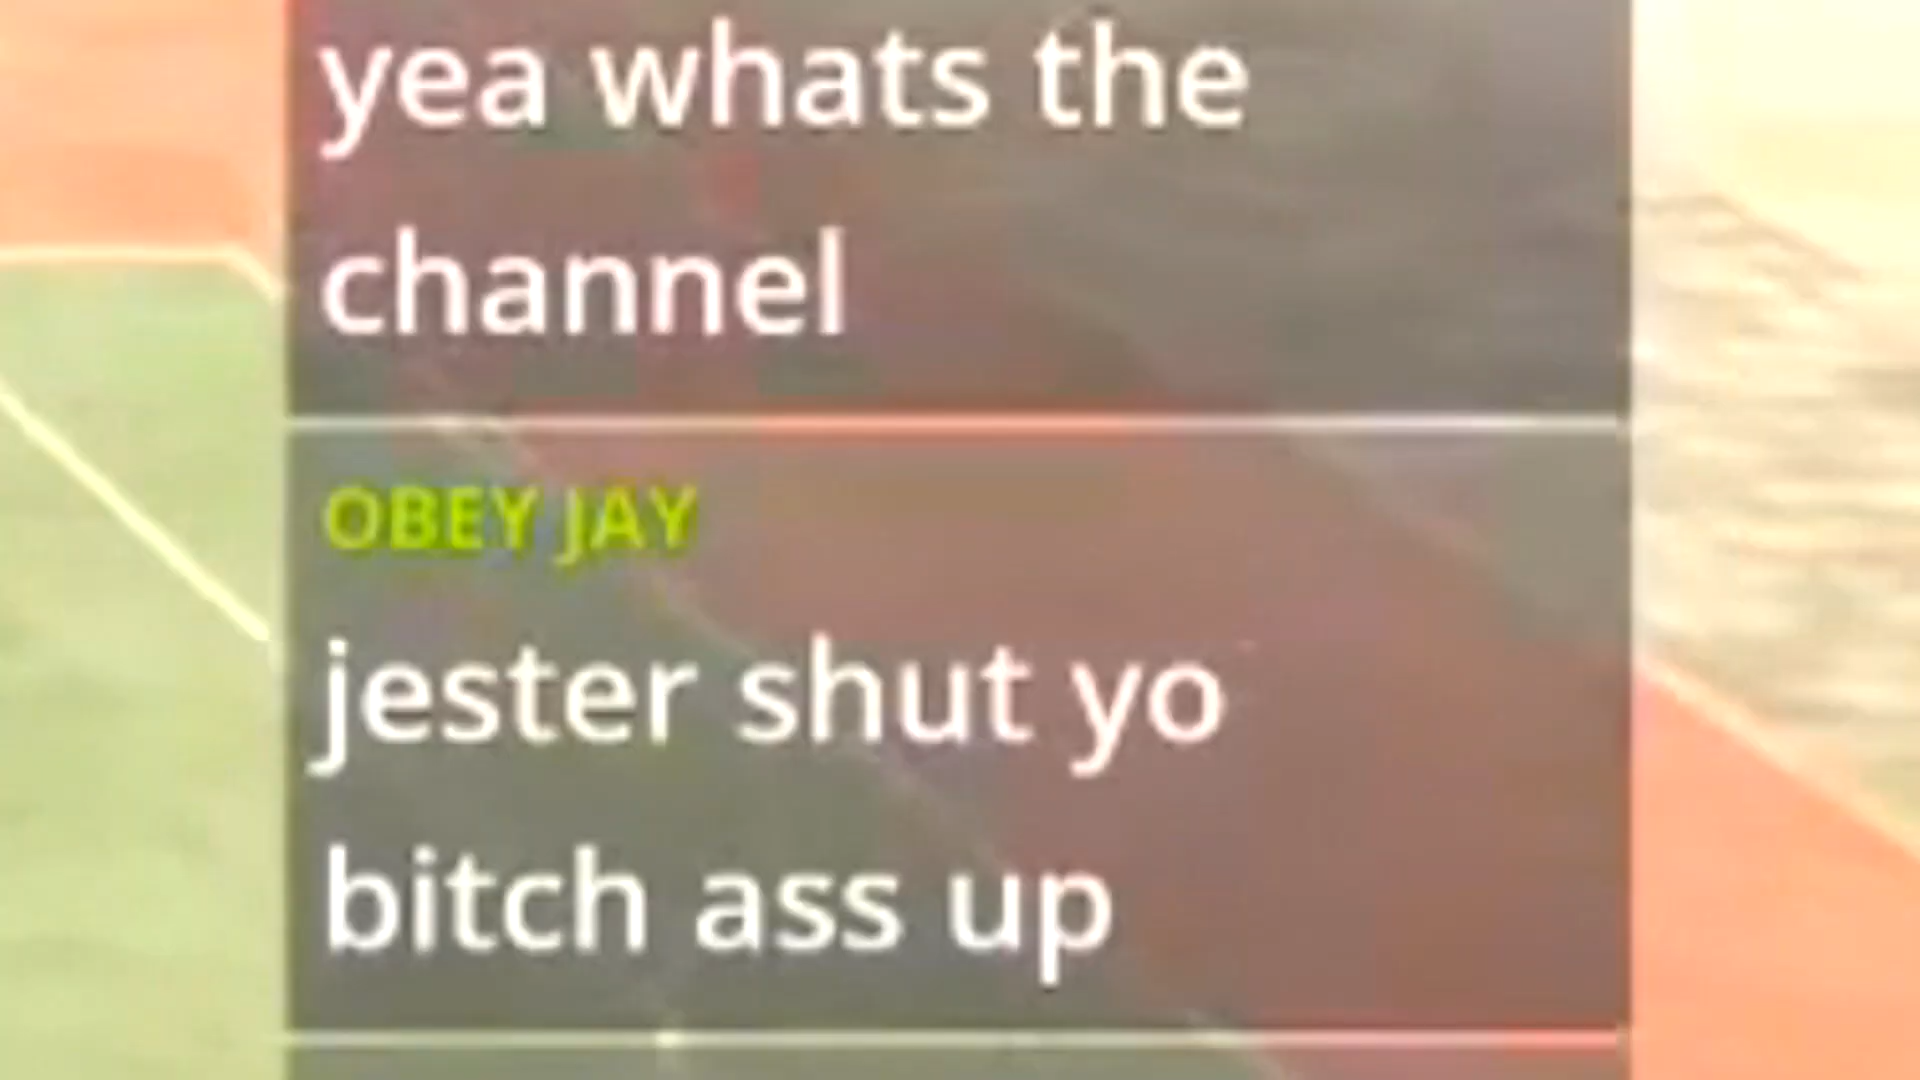 yea whats the
channel
OBEY JAY
jester shut yo
bitch ass up